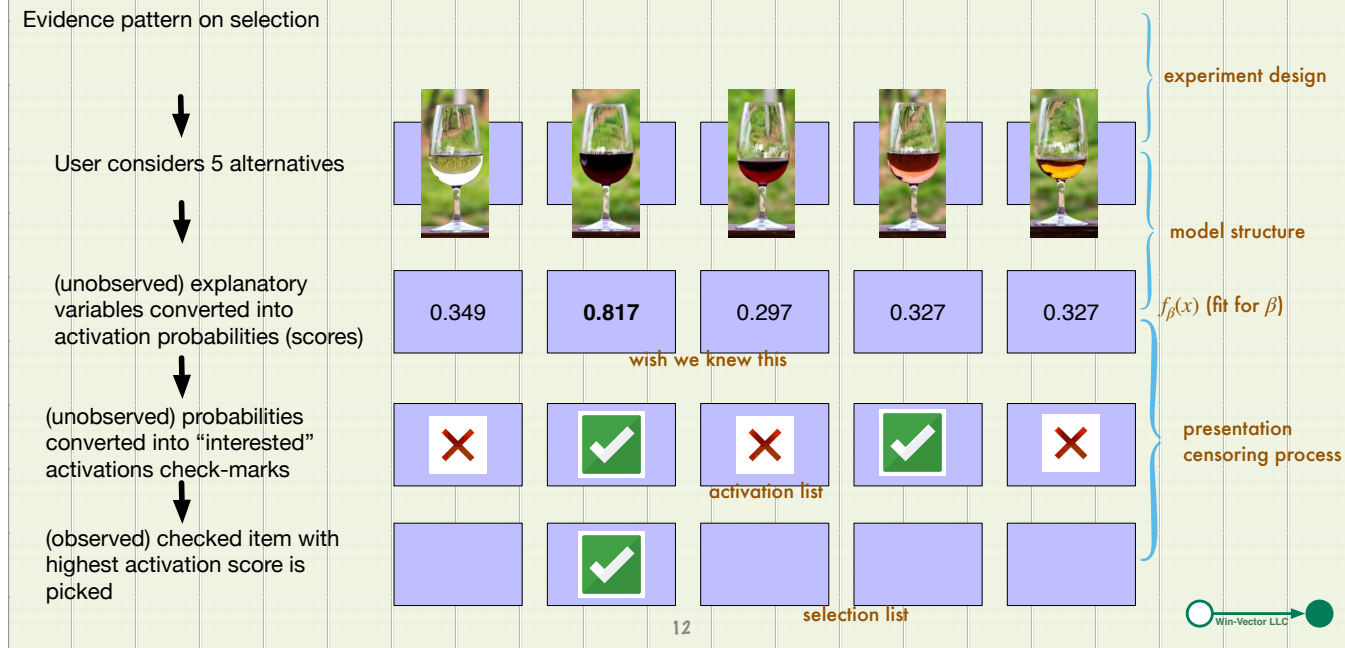 Evidence pattern on selection
experiment design
User considers 5 alternatives
model structure
(unobserved) explanatory
variables converted into
activation probabilities (scores)
0.349
0.817
0.297
0.327
0.327
fβ(x) (fit for β)
wish we knew this
(unobserved) probabilities
converted into “interested”
activations check-marks
presentation
censoring process
activation list
(observed) checked item with
highest activation score is
picked
selection list
12
Win-Vector LLC